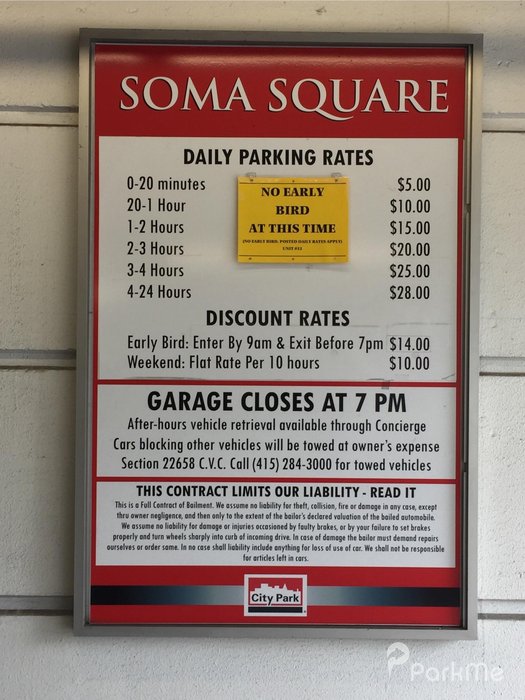 SOMA SQUARE
DAILY PARKING RATES
0-20 minutes $5.00
20-1 Hour $10.00
1-2 Hours $15.00
2-3 Hours $20.00
3-4 Hours $25.00
4-24 Hours $28.00
NO EARLY
BIRD
AT THIS TIME
(NO EARLY BIRD. POSTED DAILY RATES APPLY)
UNIT #12
DISCOUNT RATES
Early Bird: Enter By 9am & Exit Before 7pm $14.00
Weekend: Flat Rate Per 10 hours $10.00
GARAGE CLOSES AT 7 PM
After-hours vehicle retrieval available through Concierge
Cars blocking other vehicles will be towed at owner's expense
Section 22658 C.V.C. Call (415) 284-3000 for towed vehicles
THIS CONTRACT LIMITS OUR LIABILITY - READ IT
This is a Full Contract of Bailment. We assume no liability for theft, collision, fire or damage in any case, except
thru owner negligence, and then only to the extent of the bailor's declared valuation of the bailed automobile.
We assume no liability for damage or injuries occasioned by faulty brakes, or by your failure to set brakes
properly and turn wheels sharply into curb of incoming drive. In case of damage the bailor must demand repairs
ourselves or order same. In no case shall liability include anything for loss of use of car. We shall not be responsible
for articles left in cars.
City Park
ParkMe